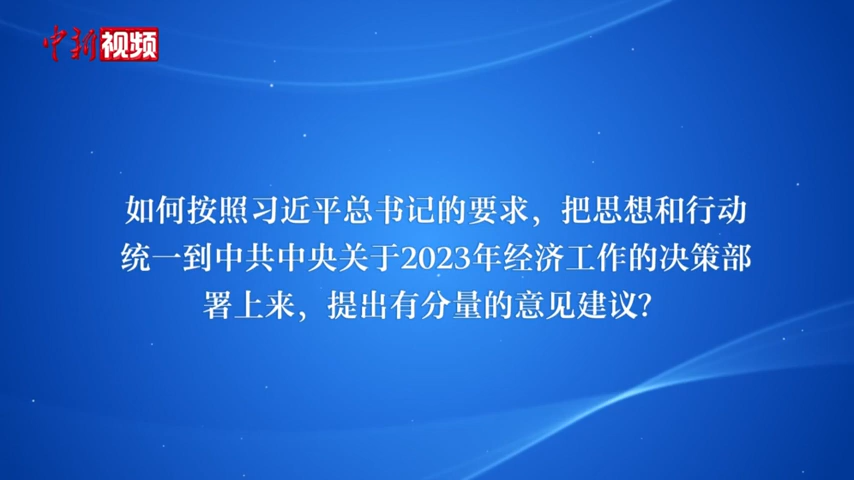 中新视频
如何按照习近平总书记的要求，把思想和行动
统一到中共中央关于2023年经济工作的决策部
署上来，提出有分量的意见建议？